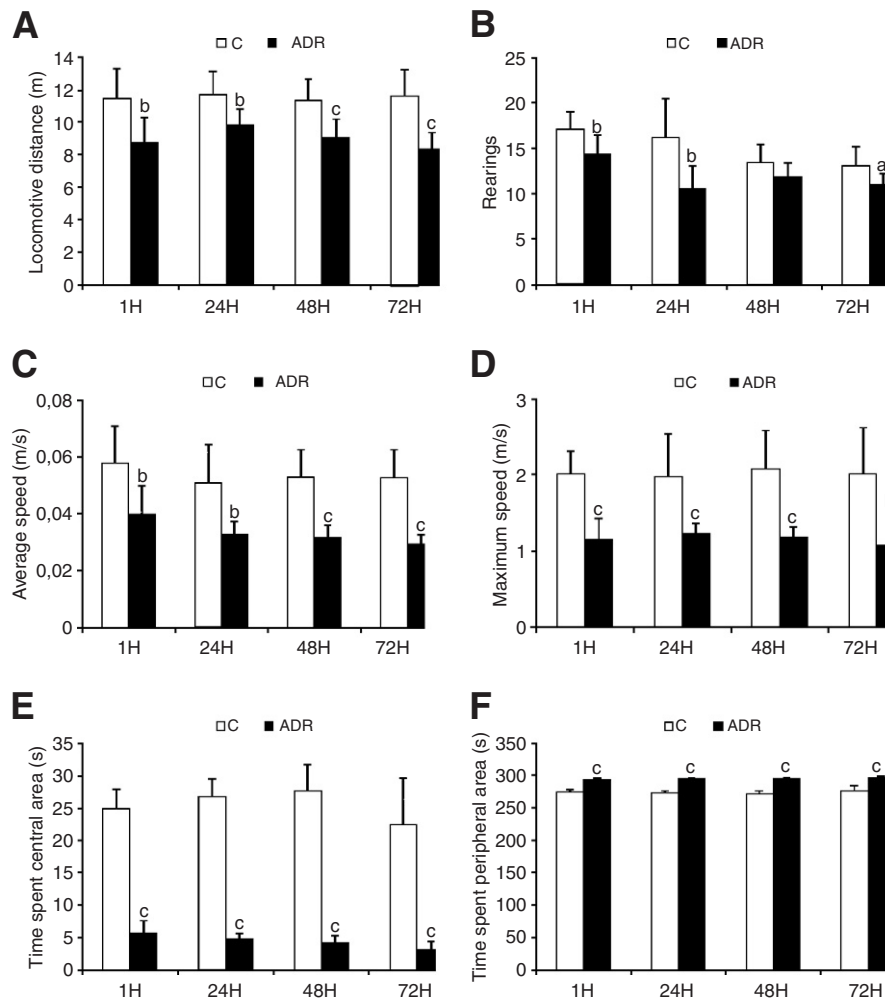 A
C ADR
Locomotive distance (m)
14
12
10
8
6
4
2
0
b
b
c
c
1H 24H 48H 72H
B
C ADR
Rearings
25
20
15
10
5
0
b
b
a
1H 24H 48H 72H
C
C ADR
Average speed (m/s)
0,08
0,06
0,04
0,02
0
b
b
c
c
1H 24H 48H 72H
D
C ADR
Maximum speed (m/s)
3
2
1
0
c
c
c
1H 24H 48H 72H
E
C ADR
Time spent central area (s)
35
30
25
20
15
10
5
0
c
c
c
c
1H 24H 48H 72H
F
C ADR
Time spent peripheral area (s)
350
300
250
200
150
100
50
0
c
c
c
c
1H 24H 48H 72H